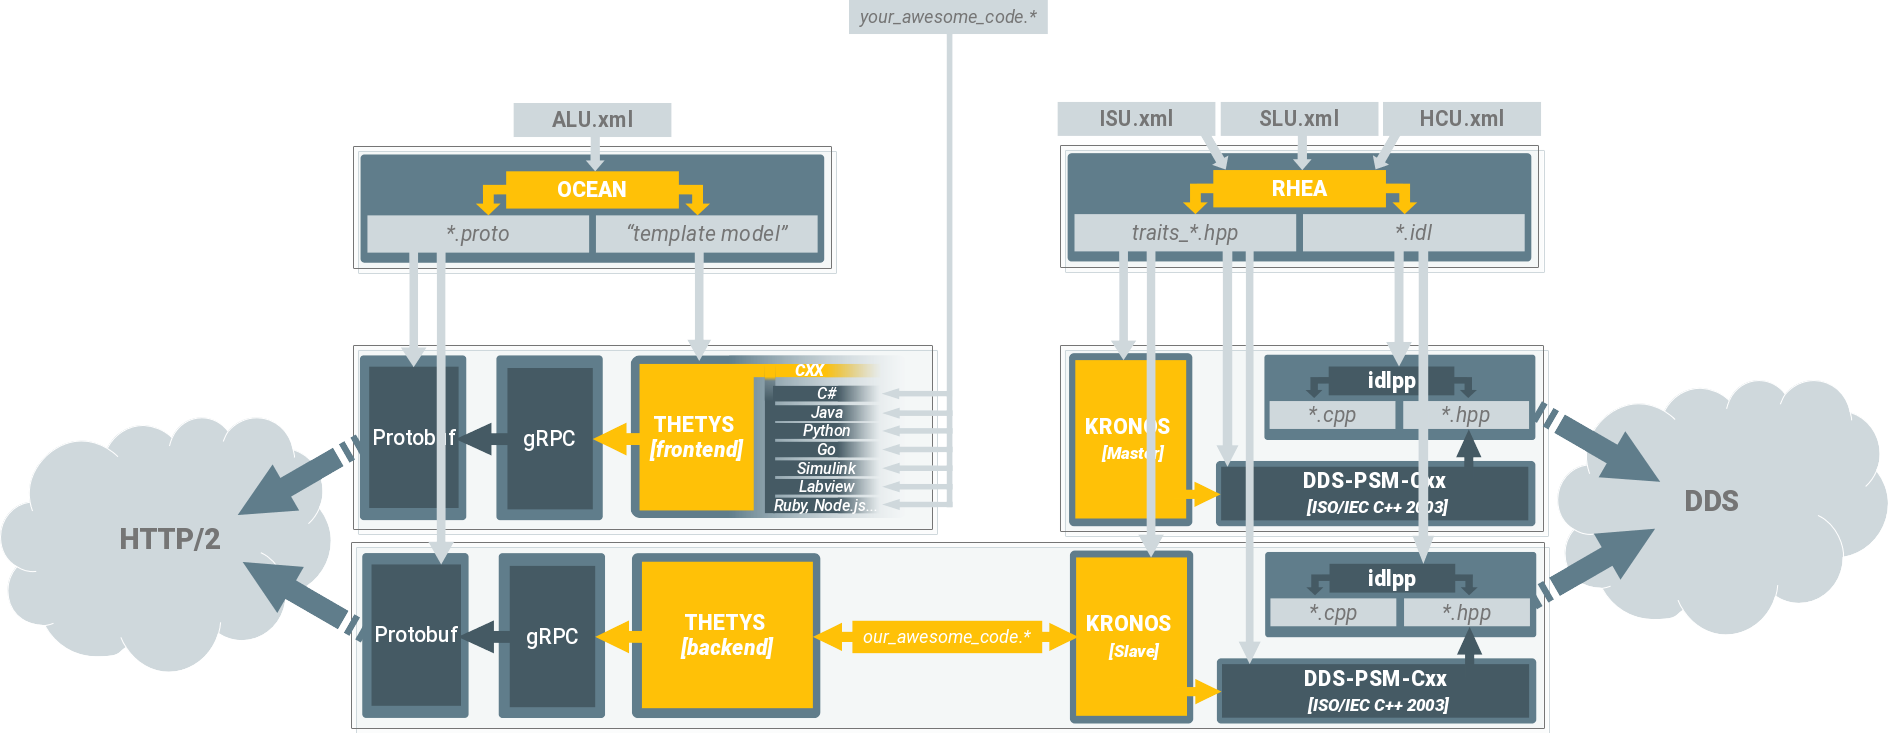 your_awesome_code.*
ALU.xml
ISU.xml
SLU.xml
HCU.xml
OCEAN
RHEA
*.proto
“template model”
traits_*.hpp
*.idl
Protobuf
gRPC
THETYS
[frontend]
CXX
C#
Java
Python
Go
Simulink
Labview
Ruby, Node.js...
KRONOS
[Master]
idlpp
*.cpp
*.hpp
DDS-PSM-Cxx
[ISO/IEC C++ 2003]
HTTP/2
DDS
Protobuf
gRPC
THETYS
[backend]
our_awesome_code.*
KRONOS
[Slave]
idlpp
*.cpp
*.hpp
DDS-PSM-Cxx
[ISO/IEC C++ 2003]